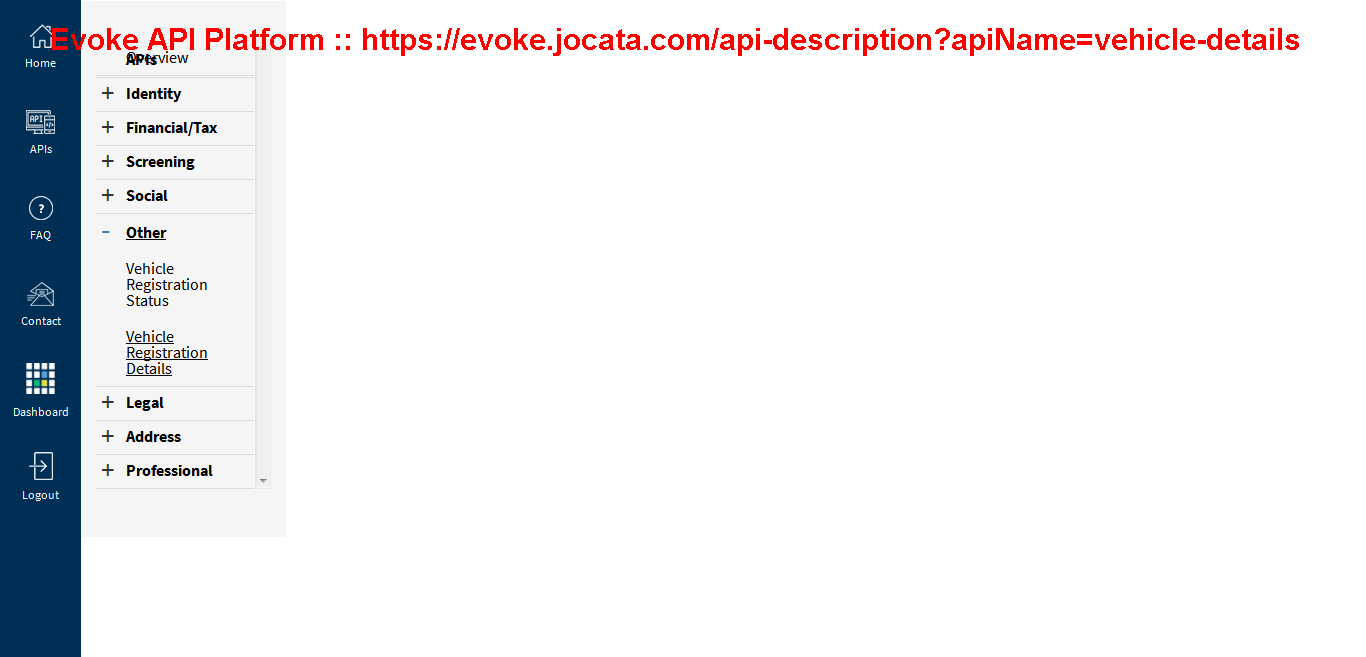 Evoke API Platform :: https://evoke.jocata.com/api-description?apiName=vehicle-details
Home
APIs
FAQ
Contact
Dashboard
Logout
APIs
Overview
Identity
Financial/Tax
Screening
Social
Other
Vehicle
Registration
Status
Vehicle
Registration
Details
Legal
Address
Professional
API
?